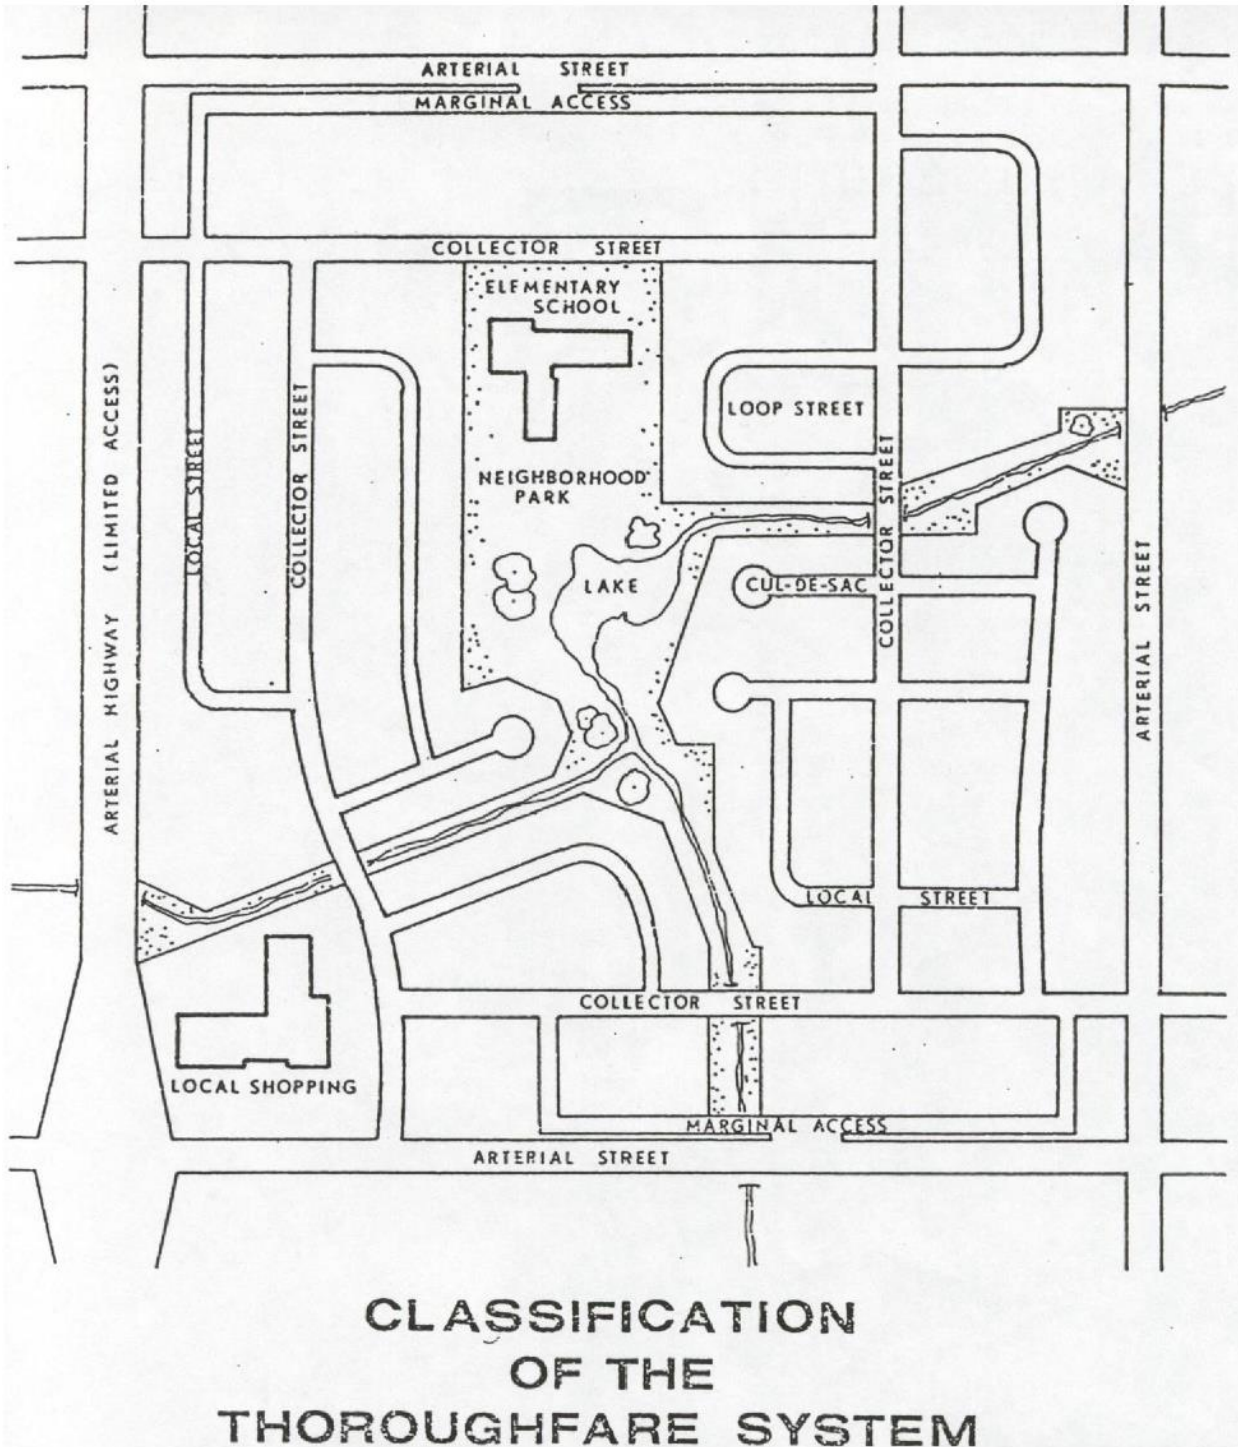 ARTERIAL STREET
MARGINAL ACCESS
COLLECTOR STREET
ELEMENTARY
SCHOOL
ARTERIAL HIGHWAY (LIMITED ACCESS)
LOCAL STREET
COLLECTOR STREET
LOOP STREET
NEIGHBORHOOD
PARK
COLLECTOR STREET
LAKE
CUL-DE-SAC
ARTERIAL STREET
LOCAL STREET
COLLECTOR STREET
LOCAL SHOPPING
MARGINAL ACCESS
ARTERIAL STREET
CLASSIFICATION
OF THE
THOROUGHFARE SYSTEM